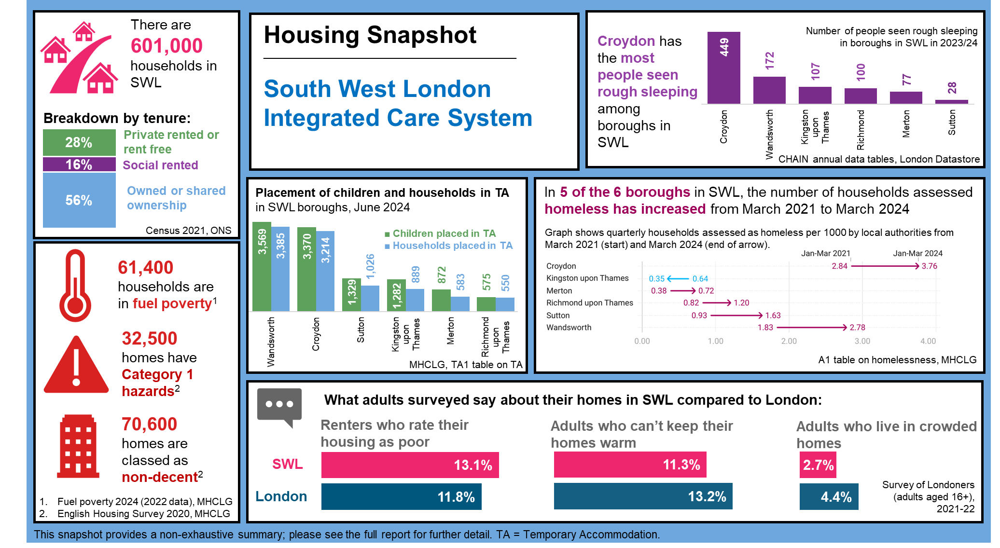 There are
601,000
households in
SWL
Breakdown by tenure:
28%
Private rented or
rent free
16%
Social rented
56%
Owned or shared
ownership
Census 2021, ONS
61,400
households are
in fuel poverty1
32,500
homes have
Category 1
hazards2
70,600
homes are
classed as
non-decent2
1. Fuel poverty 2024 (2022 data), MHCLG
2. English Housing Survey 2020, MHCLG
Housing Snapshot
South West London
Integrated Care System
Croydon has
the most
people seen
rough sleeping
among
boroughs in
SWL
Number of people seen rough sleeping
in boroughs in SWL in 2023/24
449
172
107
100
77
28
Croydon
Wandsworth
Kingston
upon
Thames
Richmond
Merton
Sutton
CHAIN annual data tables, London Datastore
Placement of children and households in TA
in SWL boroughs, June 2024
■ Children placed in TA
■ Households placed in TA
3,569
3,385
3,370
3,214
1,329
1,026
1,282
889
872
583
575
550
Wandsworth
Croydon
Sutton
Kingston
upon
Thames
Merton
Richmond
upon
Thames
MHCLG, TA1 table on TA
In 5 of the 6 boroughs in SWL, the number of households assessed
homeless has increased from March 2021 to March 2024
Graph shows quarterly households assessed as homeless per 1000 by local authorities from
March 2021 (start) and March 2024 (end of arrow).
Jan-Mar 2021 Jan-Mar 2024
Croydon 2.84 3.76
Kingston upon Thames 0.35 0.64
Merton 0.38 0.72
Richmond upon Thames 0.82 1.20
Sutton 0.93 1.63
Wandsworth 1.83 2.78
0.00 1.00 2.00 3.00 4.00
A1 table on homelessness, MHCLG
What adults surveyed say about their homes in SWL compared to London:
Renters who rate their
housing as poor
Adults who can't keep their
homes warm
Adults who live in crowded
homes
SWL 13.1% 11.3% 2.7%
London 11.8% 13.2% 4.4%
Survey of Londoners
(adults aged 16+),
2021-22
This snapshot provides a non-exhaustive summary; please see the full report for further detail. TA = Temporary Accommodation.